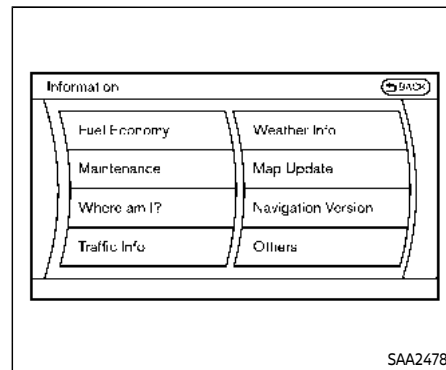 Information
BACK
Fuel Economy
Weather Info
Maintenance
Map Update
Where am I?
Navigation Version
Traffic Info
Others
SAA2478